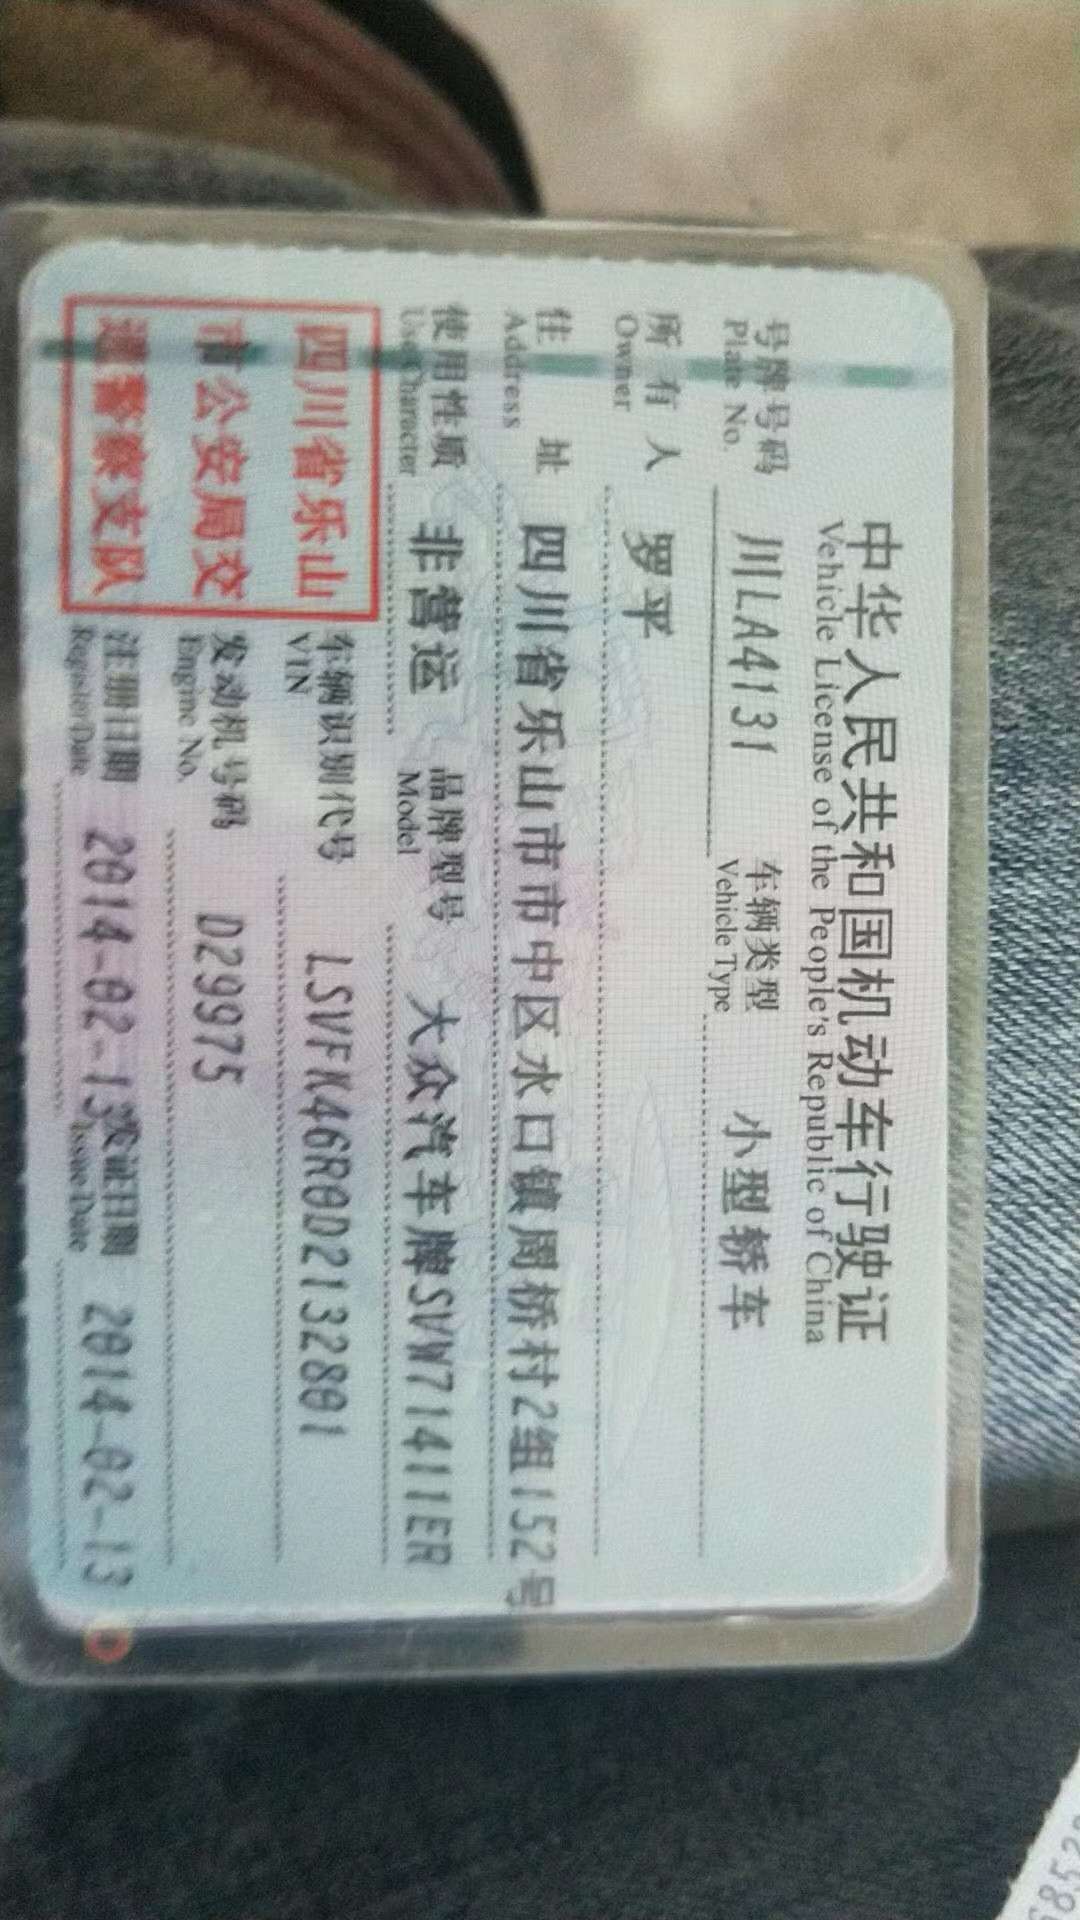 中华人民共和国机动车行驶证
Vehicle License of the People's Republic of China
号牌号码 川LA4131 车辆类型 小型轿车
Plate No. Vehicle Type
所有人 罗平
Owner
住址 四川省乐山市市中区水口镇周桥村2组152号
Address
使用性质 非营运 品牌型号 大众汽车牌SVW71411ER
Use Character Model
四川省乐山
市公安局交
通警察支队
车辆识别代号 LSVFK46R0D2132801
VIN
发动机号码 D29975
Engine No.
注册日期 2014-02-13 发证日期 2014-02-13
Register Date Issue Date